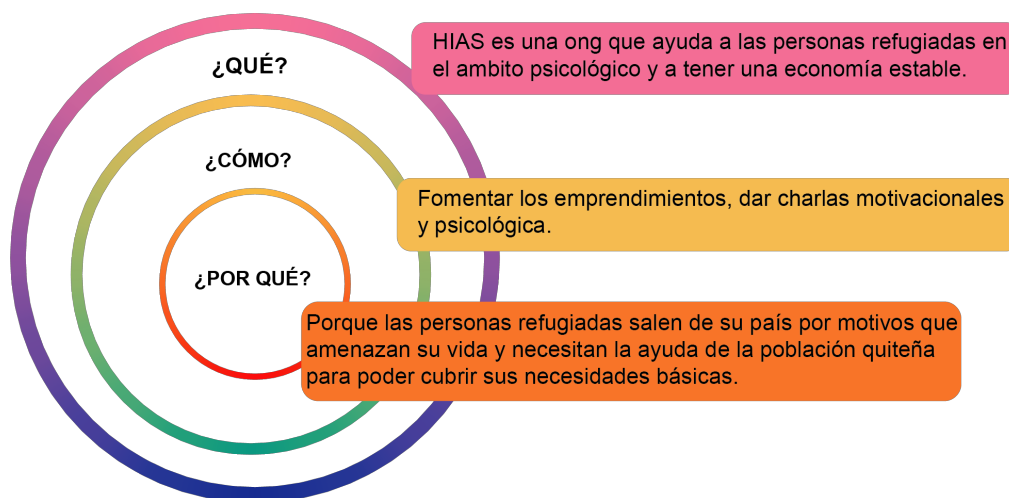 ¿QUÉ?
HIAS es una ong que ayuda a las personas refugiadas en
el ambito psicológico y a tener una economía estable.
¿CÓMO?
Fomentar los emprendimientos, dar charlas motivacionales
y psicológica.
¿POR QUÉ?
Porque las personas refugiadas salen de su país por motivos que
amenazan su vida y necesitan la ayuda de la población quiteña
para poder cubrir sus necesidades básicas.